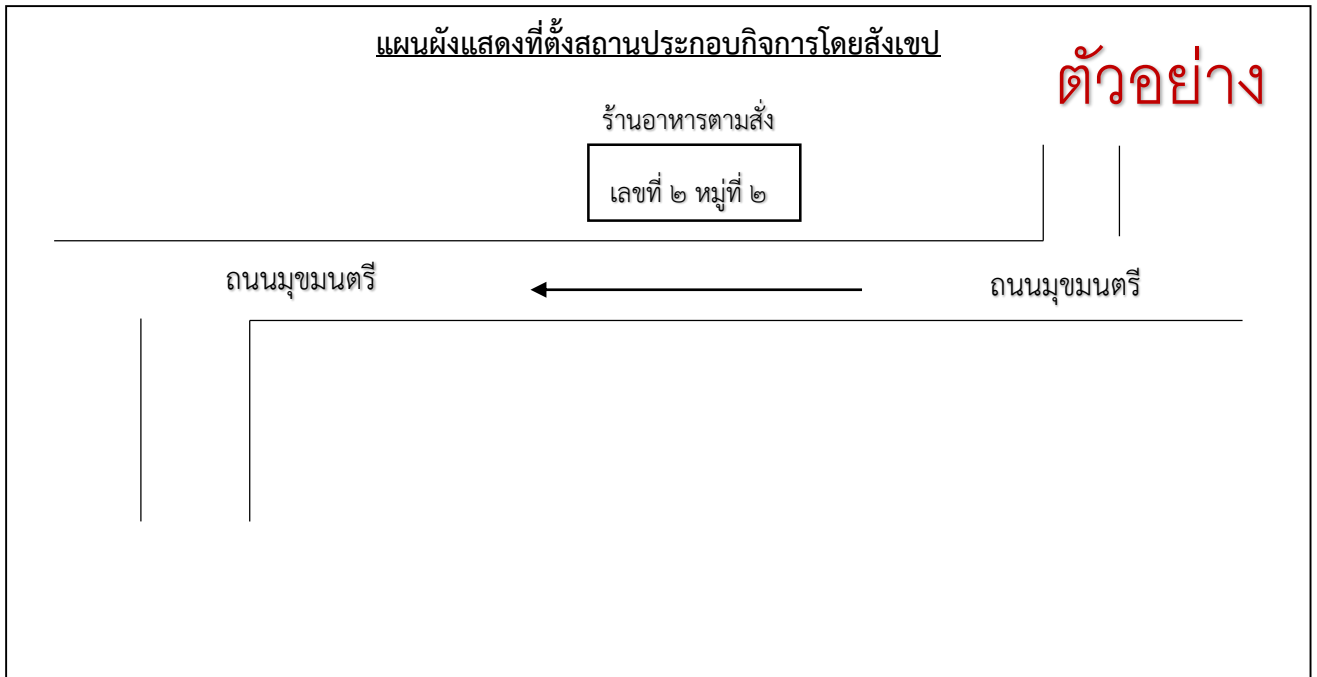 แผนผังแสดงที่ตั้งสถานประกอบกิจการโดยสังเขป
ตัวอย่าง
ร้านอาหารตามสั่ง
เลขที่ ๒ หมู่ที่ ๒
ถนนมุขมนตรี
ถนนมุขมนตรี